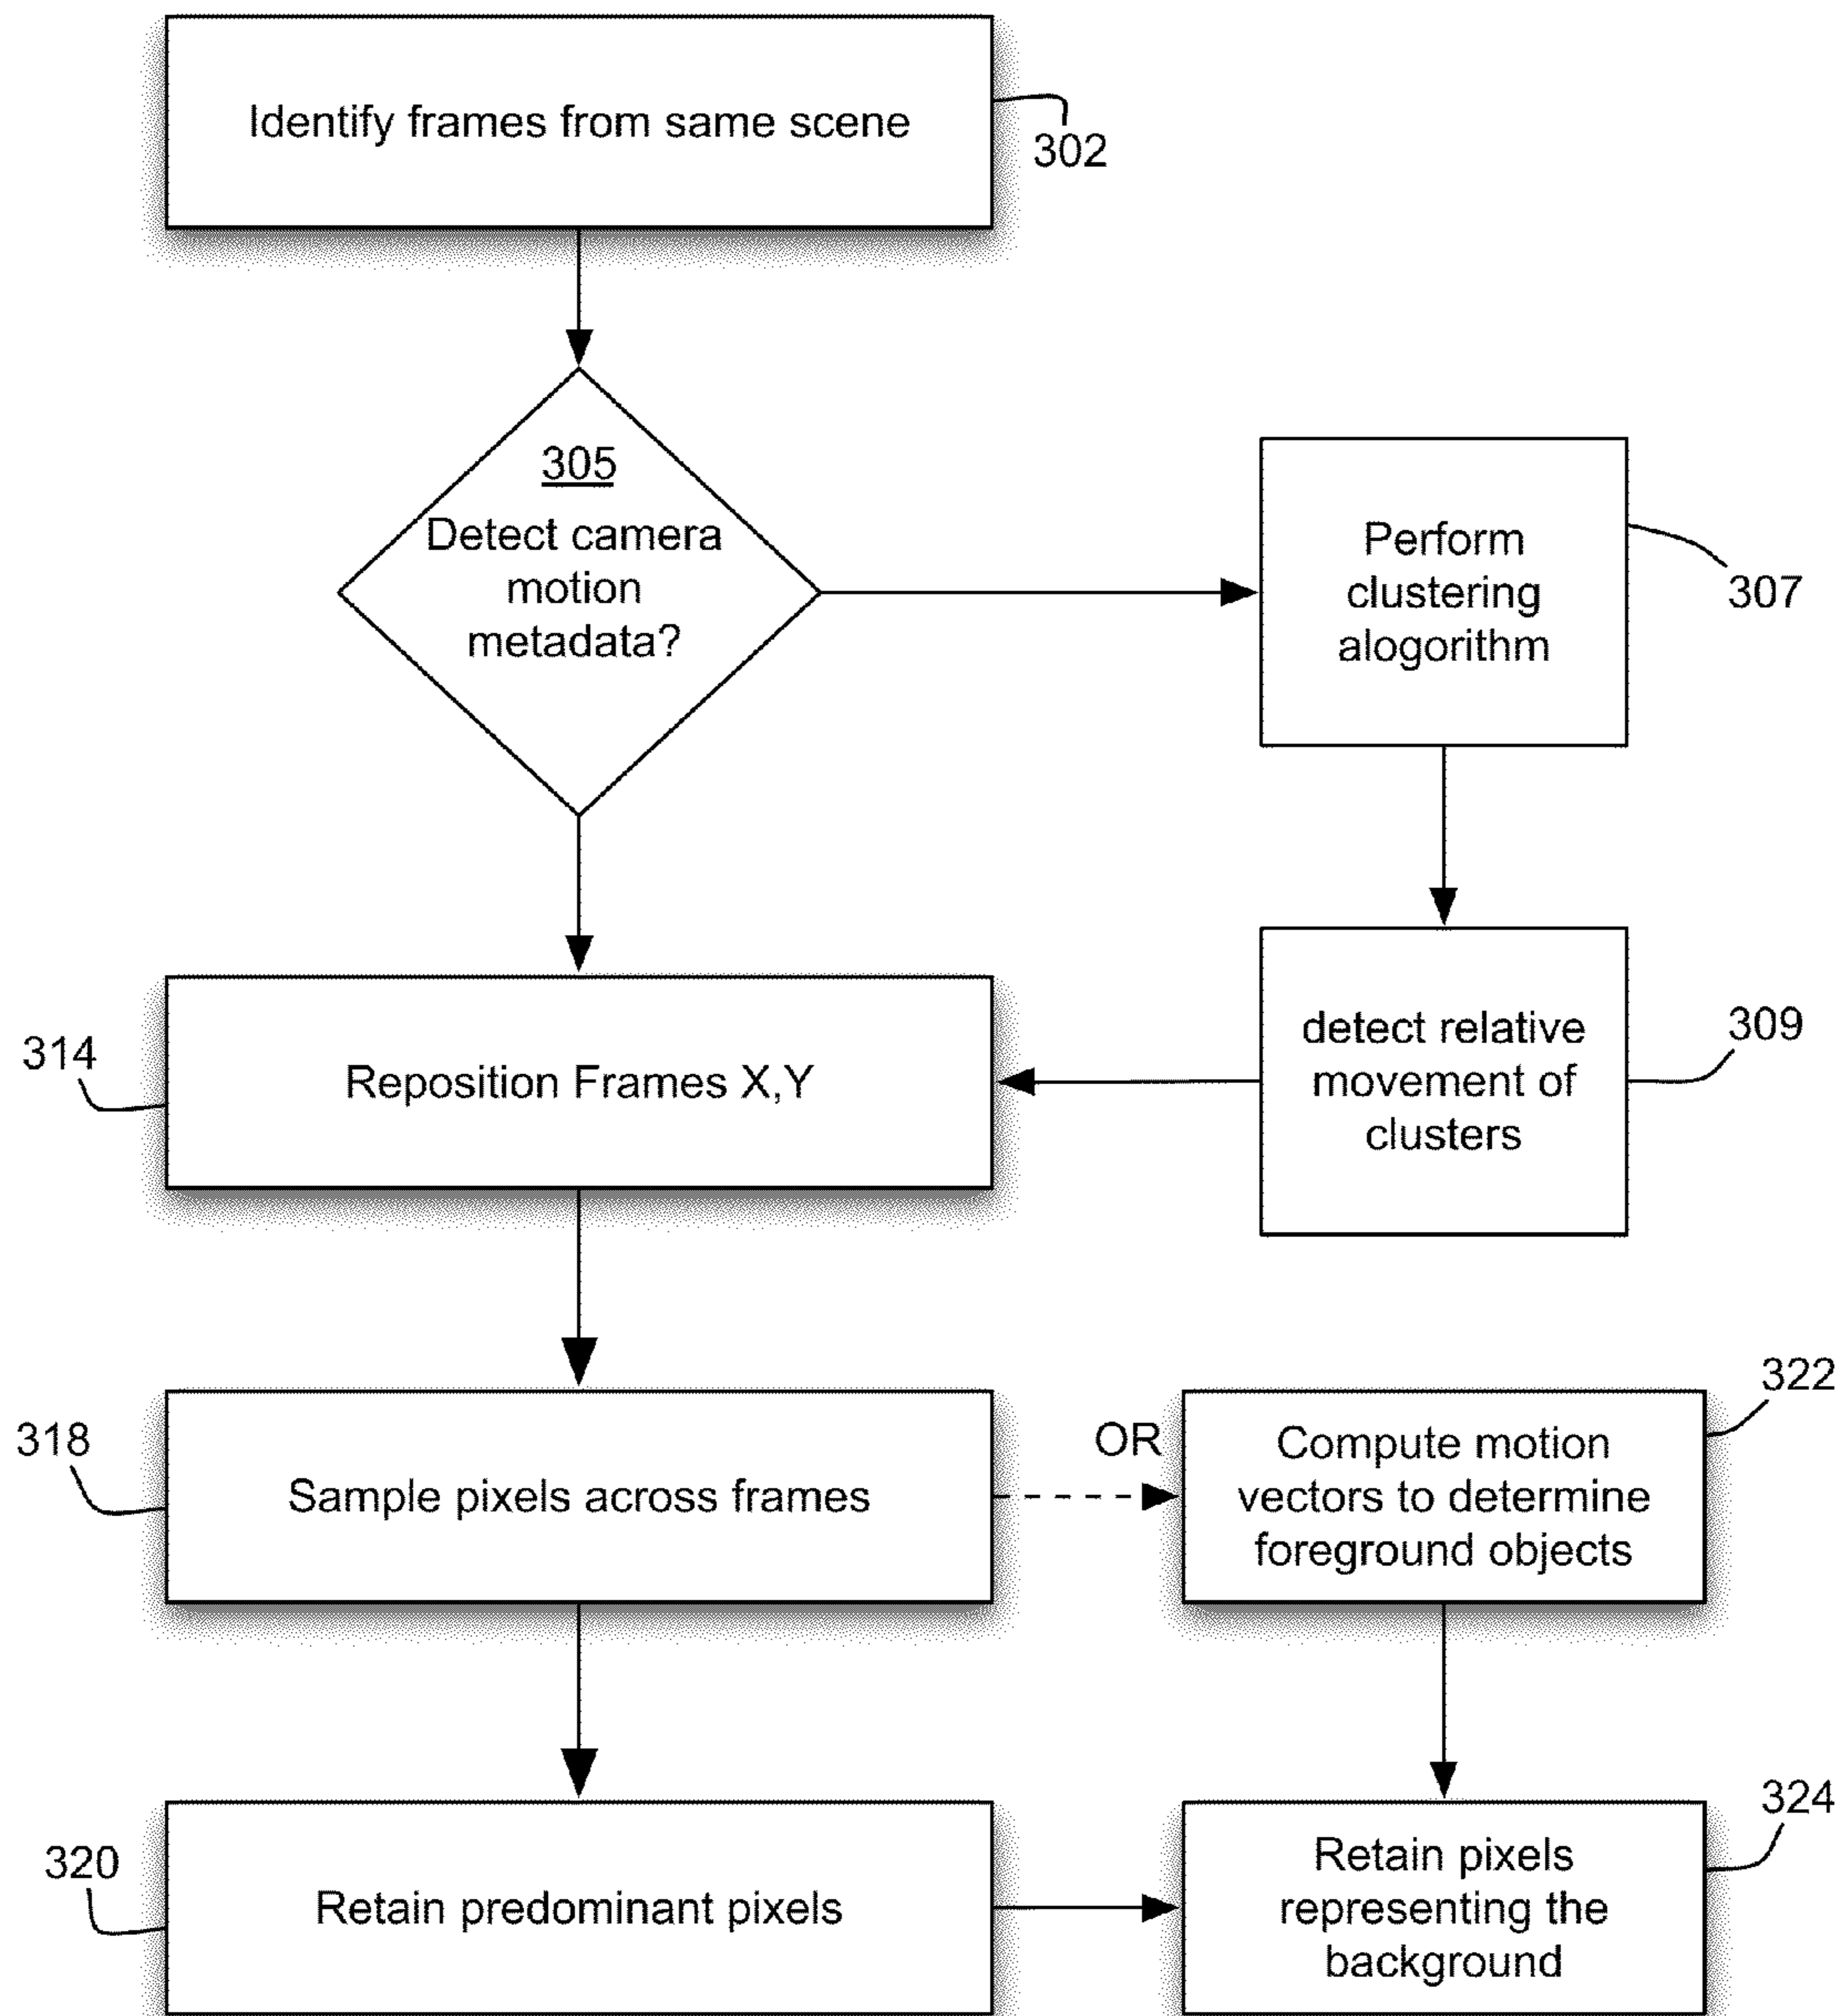 Identify frames from same scene
302
305
Detect camera
motion
metadata?
Perform
clustering
alogorithm
307
314
Reposition Frames X,Y
detect relative
movement of
clusters
309
318
Sample pixels across frames
OR
Compute motion
vectors to determine
foreground objects
322
320
Retain predominant pixels
Retain pixels
representing the
background
324